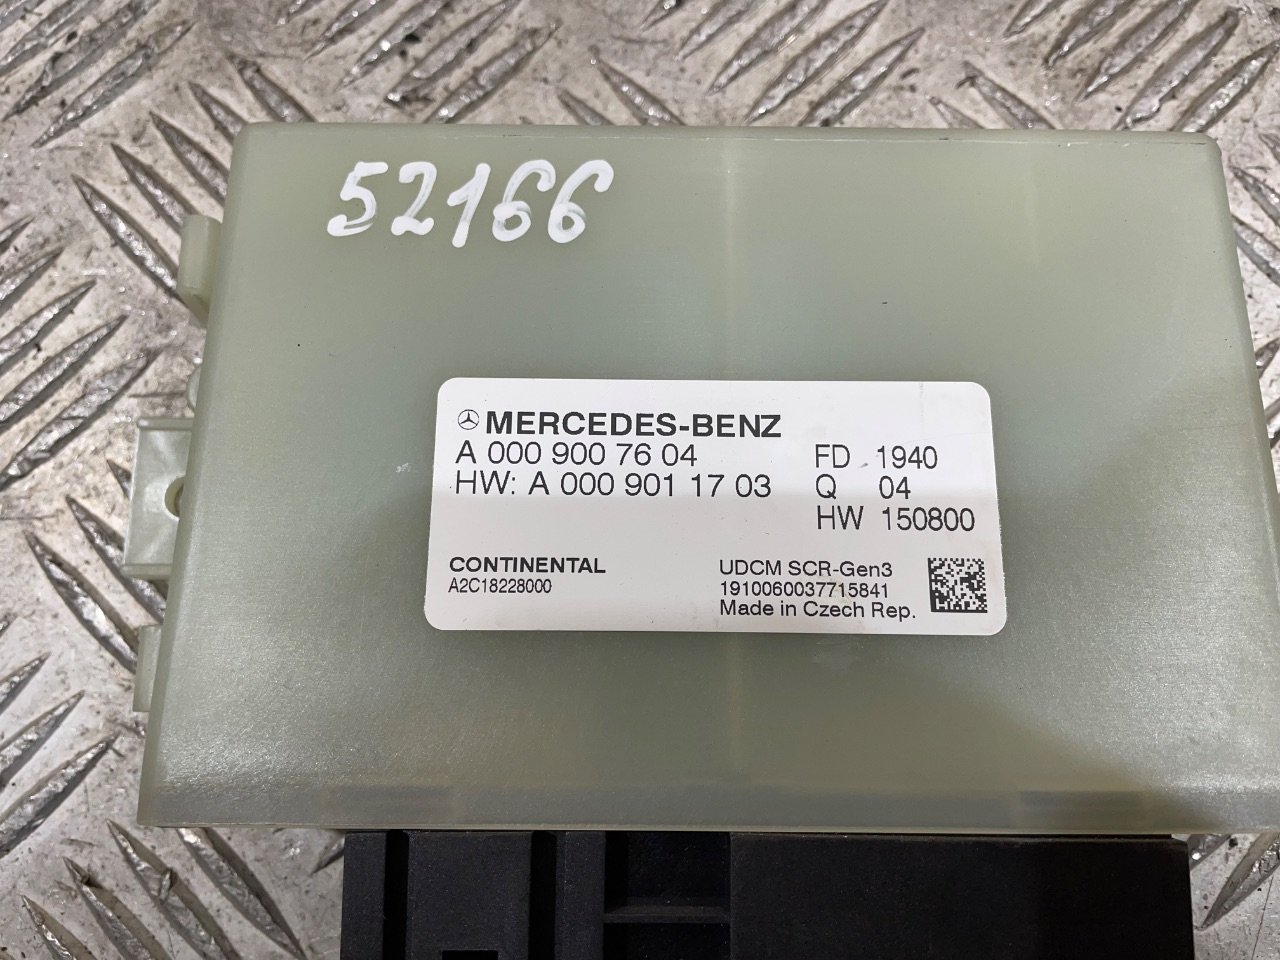 52166
MERCEDES-BENZ
A 000 900 76 04
HW: A 000 901 17 03
FD 1940
Q 04
HW 150800
CONTINENTAL
A2C18228000
UDCM SCR-Gen3
1910060037715841
Made in Czech Rep.